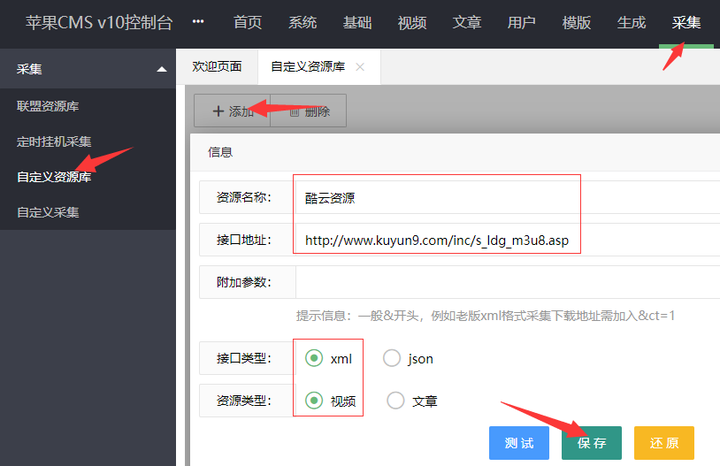 苹果CMS v10控制台 ••• 首页 系统 基础 视频 文章 用户 模版 生成 采集
采集
欢迎页面 自定义资源库 ×
联盟资源库
定时挂机采集
自定义资源库
自定义采集
+ 添加 删除
信息
资源名称: 酷云资源
接口地址: http://www.kuyun9.com/inc/s_ldg_m3u8.asp
附加参数:
提示信息：一般&开头，例如老版xml格式采集下载地址需加入&ct=1
接口类型: xml json
资源类型: 视频 文章
测试 保存 还原